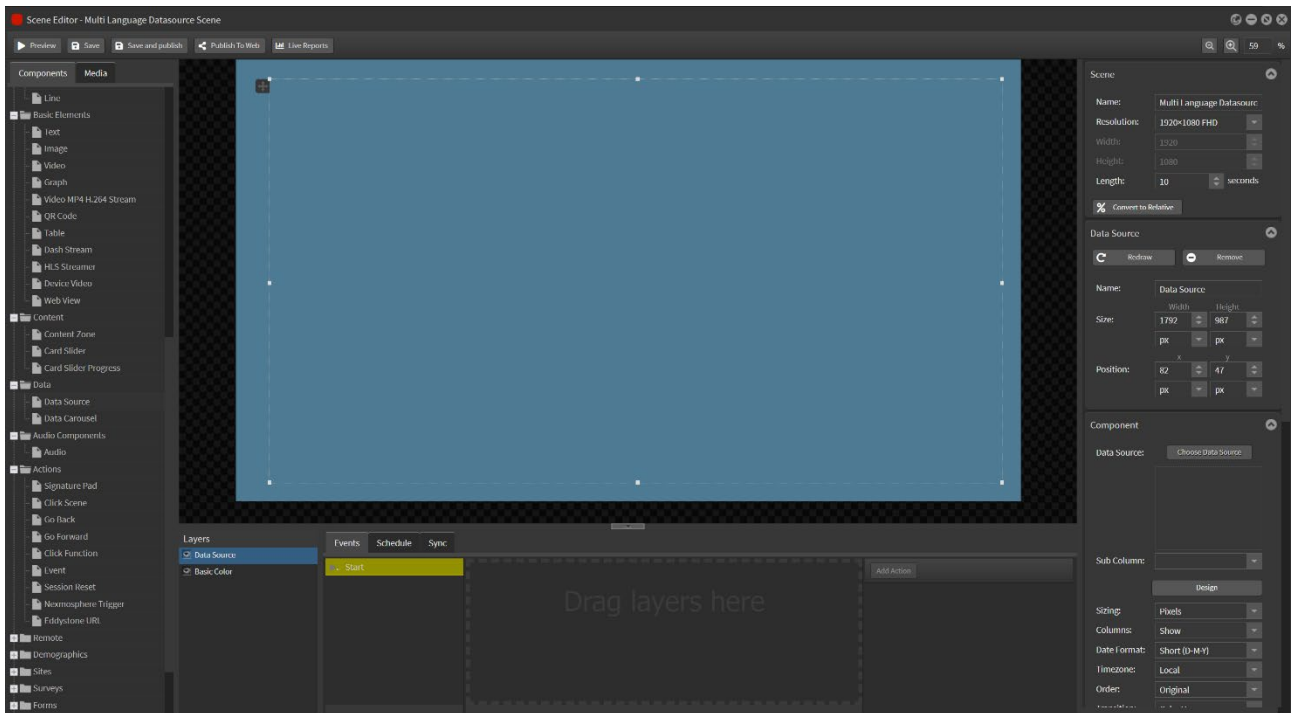 Scene Editor - Multi Language Datasource Scene
Preview Save Save and publish Publish To Web Live Reports 59 %
Components Media
Line
Basic Elements
Text
Image
Video
Graph
Video MP4 H.264 Stream
QR Code
Table
Dash Stream
HLS Streamer
Device Video
Web View
Content
Content Zone
Card Slider
Card Slider Progress
Data
Data Source
Data Carousel
Audio Components
Audio
Actions
Signature Pad
Click Scene
Go Back
Go Forward
Click Function
Event
Session Reset
Nexmosphere Trigger
Eddystone URL
Remote
Demographics
Sites
Surveys
Forms
Layers
Data Source
Basic Color
Events Schedule Sync
Start
Drag layers here
Add Action
Scene
Name: Multi Language Datasourc
Resolution: 1920×1080 FHD
Width: 1920
Height: 1080
Length: 10 seconds
Convert to Relative
Data Source
Redraw Remove
Name: Data Source
Width Height
Size: 1792 987
px px
x y
Position: 82 47
px px
Component
Data Source: Choose Data Source
Sub Column:
Design
Sizing: Pixels
Columns: Show
Date Format: Short (D-M-Y)
Timezone: Local
Order: Original